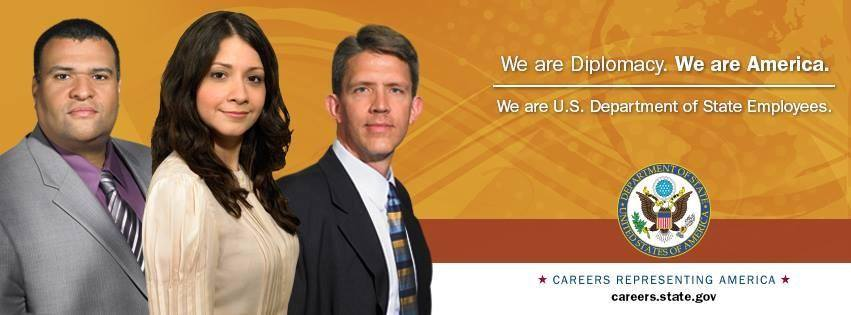 We are Diplomacy. We are America.
We are U.S. Department of State Employees.
DEPARTMENT OF STATE
UNITED STATES OF AMERICA
★ CAREERS REPRESENTING AMERICA ★
careers.state.gov